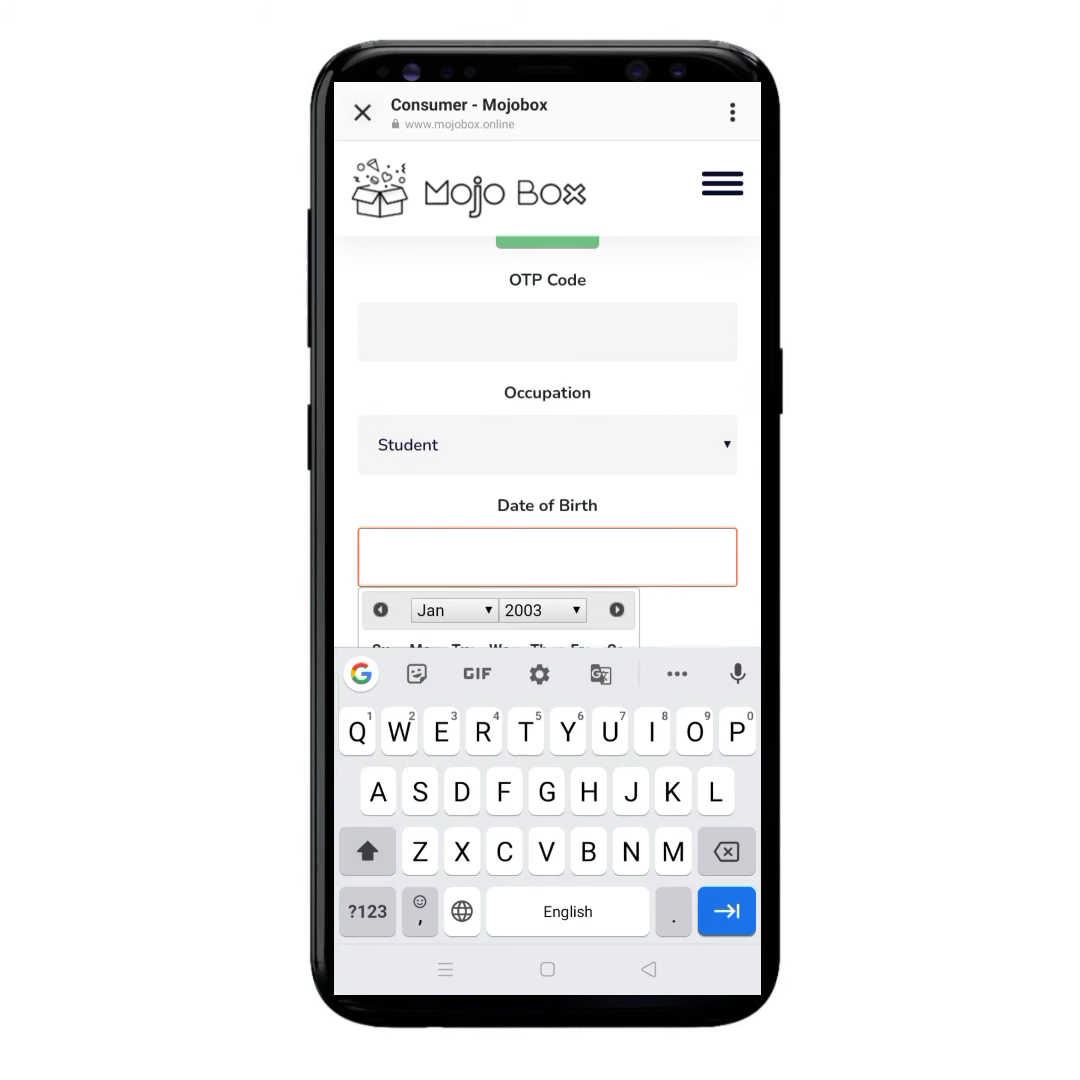 Consumer - Mojobox
www.mojobox.online
Mojo Box
OTP Code
Occupation
Student
Date of Birth
Jan 2003
G GIF
1 2 3 4 5 6 7 8 9 0
Q W E R T Y U I O P
A S D F G H J K L
Z X C V B N M
?123 , English .